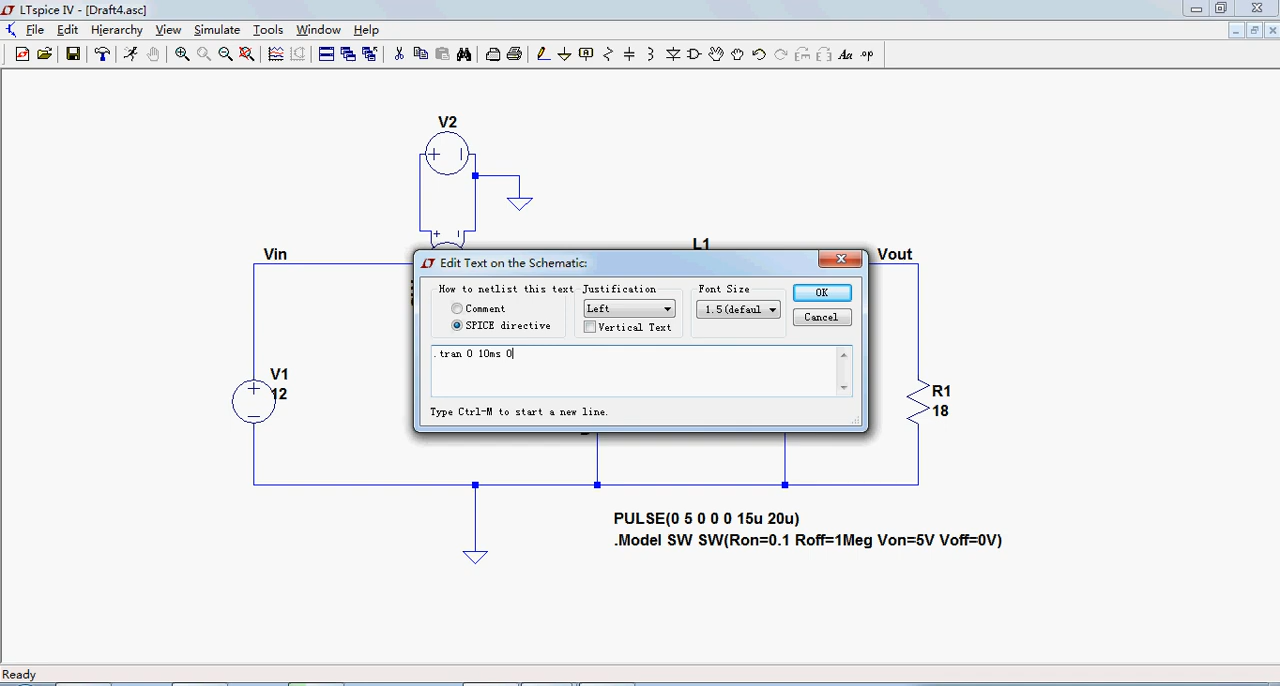 LTspice IV - [Draft4.asc]
File Edit Hierarchy View Simulate Tools Window Help
V2
Vin
L1
Vout
Edit Text on the Schematic:
How to netlist this text
Justification
Font Size
OK
Comment
Left
1.5(defaul
Cancel
SPICE directive
Vertical Text
.tran 0 10ms 0
Type Ctrl-M to start a new line.
V1
12
R1
18
PULSE(0 5 0 0 0 15u 20u)
.Model SW SW(Ron=0.1 Roff=1Meg Von=5V Voff=0V)
Ready